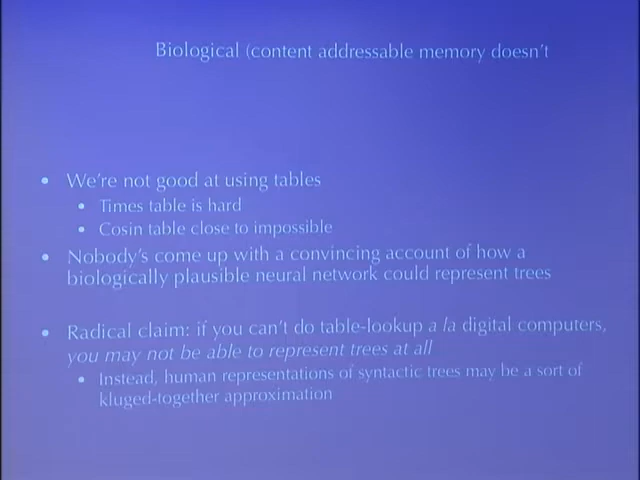 Biological (content addressable memory doesn't
• We're not good at using tables
• Times table is hard
• Cosin table close to impossible
• Nobody's come up with a convincing account of how a
biologically plausible neural network could represent trees
• Radical claim: if you can't do table-lookup a la digital computers,
you may not be able to represent trees at all
• Instead, human representations of syntactic trees may be a sort of
kluged-together approximation